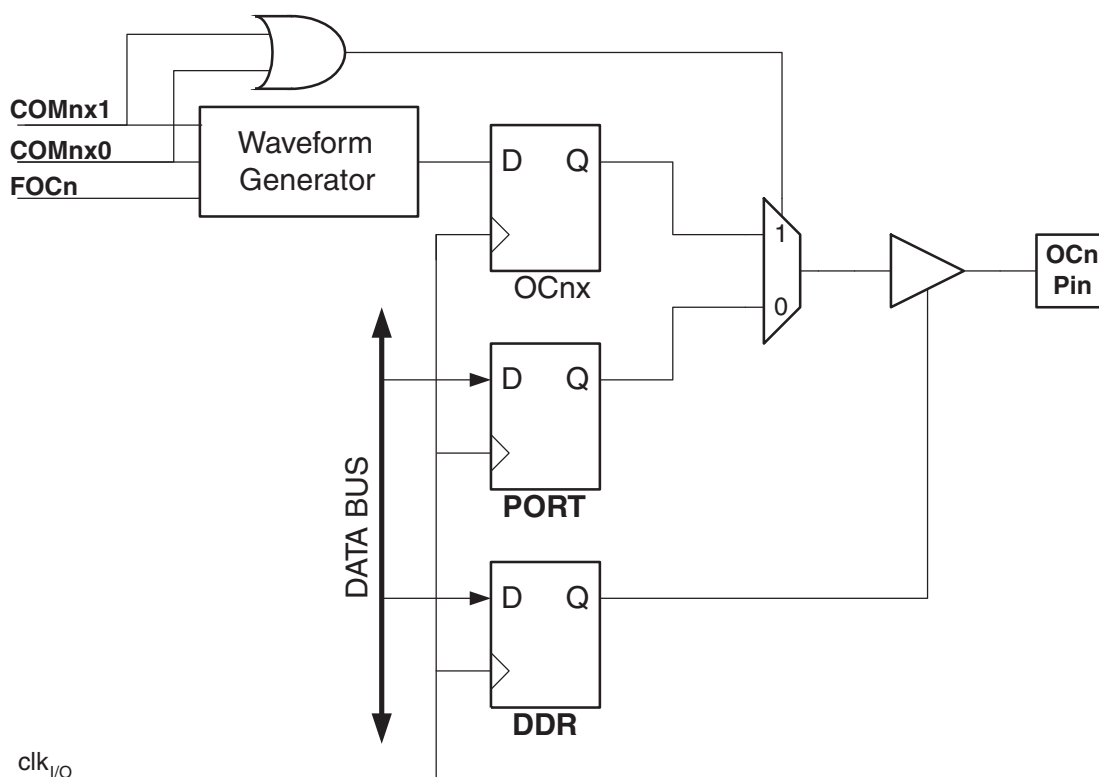 COMnx1
COMnx0
FOCn
Waveform
Generator
D Q
OCnx
1
0
OCn
Pin
D Q
PORT
DATA BUS
D Q
DDR
clkI/O